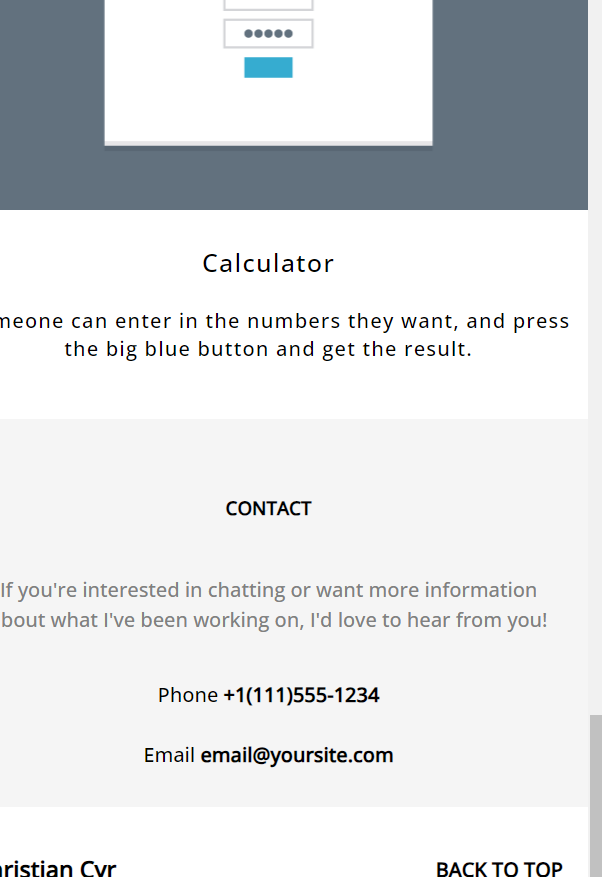 Calculator
meone can enter in the numbers they want, and press
the big blue button and get the result.
CONTACT
If you're interested in chatting or want more information
bout what I've been working on, I'd love to hear from you!
Phone +1(111)555-1234
Email email@yoursite.com
ristian Cyr
BACK TO TOP